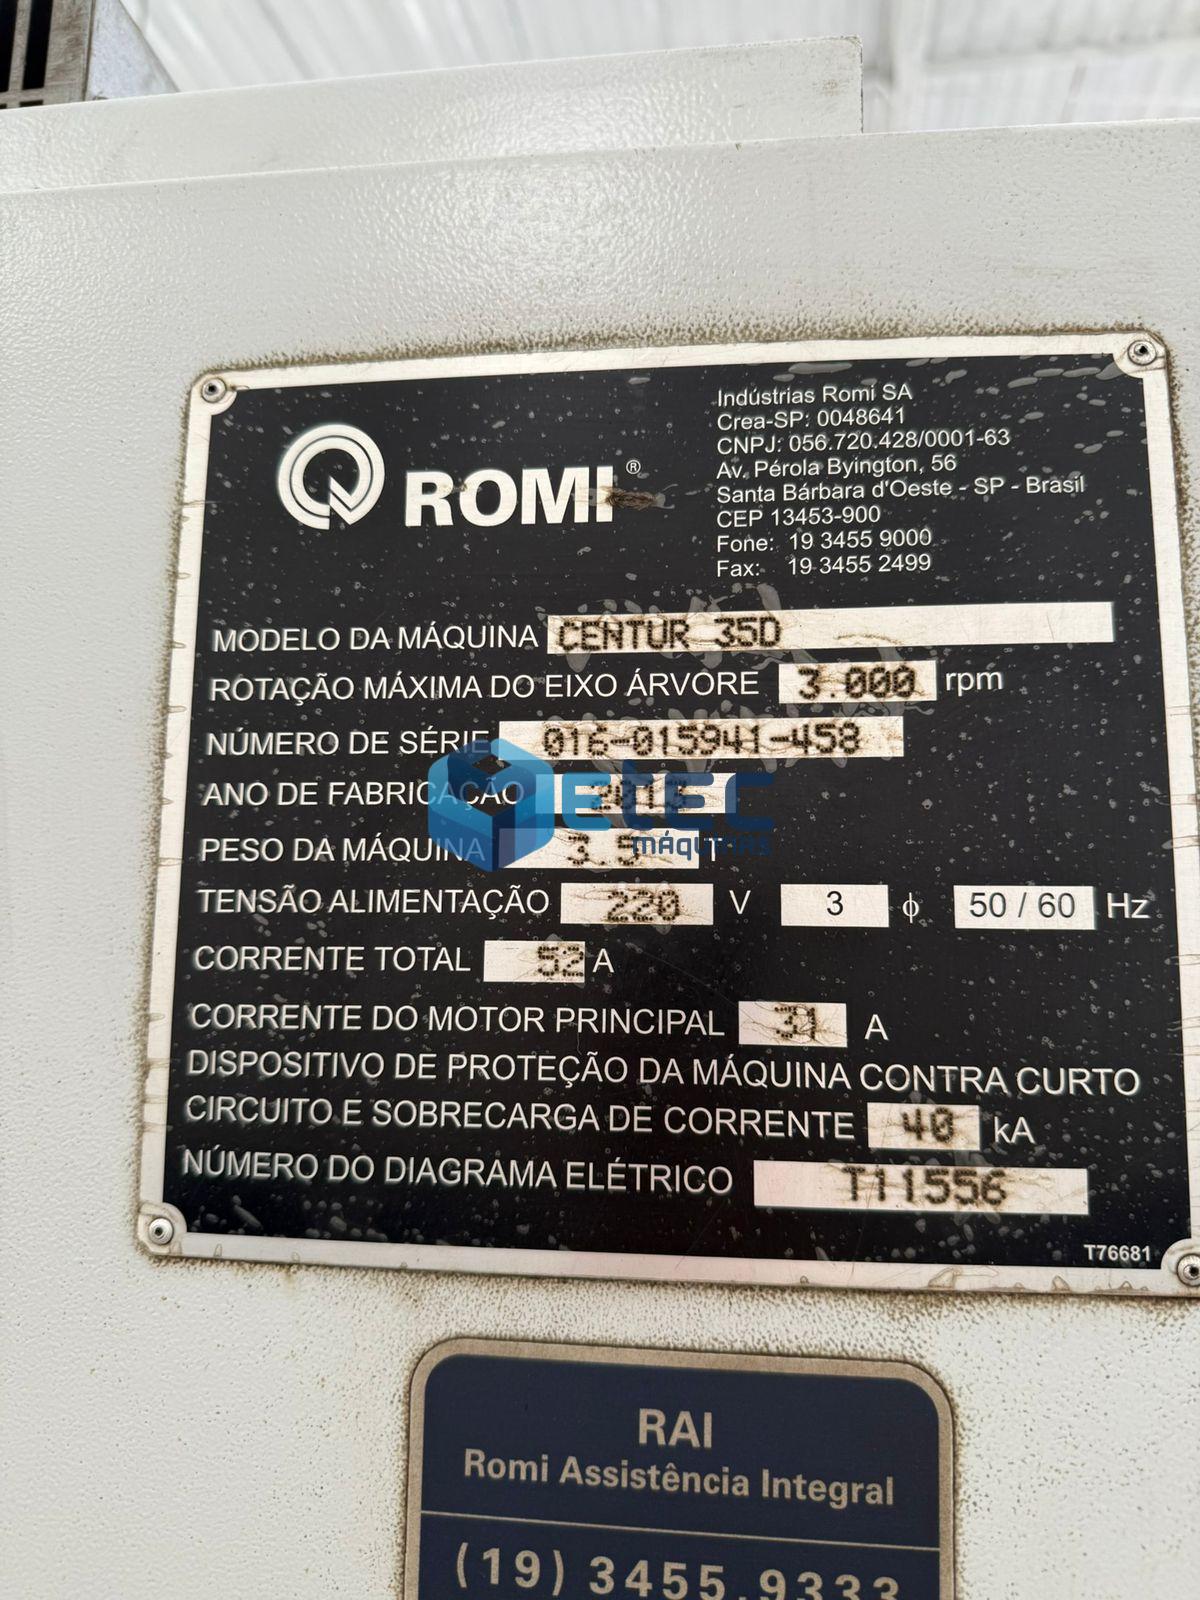 ROMI®
Indústrias Romi SA
Crea-SP: 0048641
CNPJ: 056.720.428/0001-63
Av. Pérola Byington, 56
Santa Bárbara d'Oeste - SP - Brasil
CEP 13453-900
Fone: 19 3455 9000
Fax: 19 3455 2499
MODELO DA MÁQUINA CENTUR 35D
ROTAÇÃO MÁXIMA DO EIXO ÁRVORE 3.000 rpm
NÚMERO DE SÉRIE 016-015941-458
ANO DE FABRICAÇÃO
PESO DA MÁQUINA
etec
máquinas
TENSÃO ALIMENTAÇÃO 220 V 3 ϕ 50 / 60 Hz
CORRENTE TOTAL 52 A
CORRENTE DO MOTOR PRINCIPAL 31 A
DISPOSITIVO DE PROTEÇÃO DA MÁQUINA CONTRA CURTO
CIRCUITO E SOBRECARGA DE CORRENTE 40 kA
NÚMERO DO DIAGRAMA ELÉTRICO T11556
T76681
RAI
Romi Assistência Integral
(19) 3455.9333